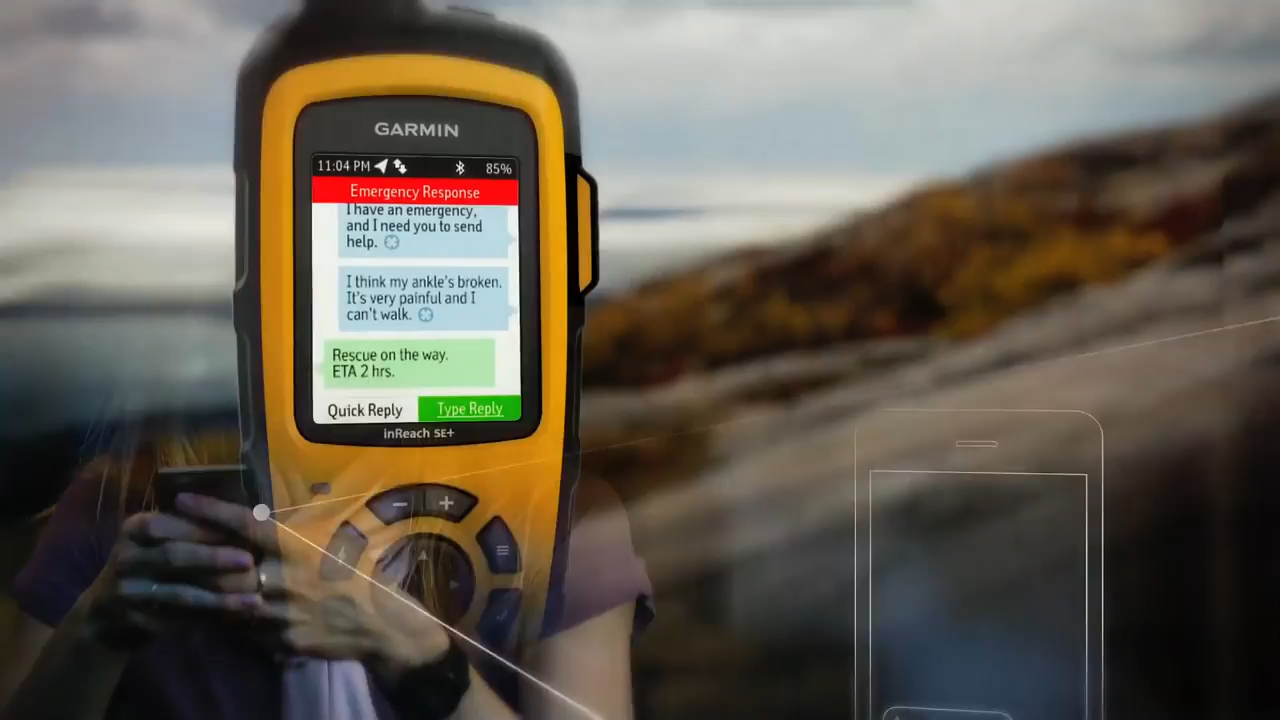 GARMIN
11:04 PM 85%
Emergency Response
I have an emergency,
and I need you to send
help.
I think my ankle's broken.
It's very painful and I
can't walk.
Rescue on the way.
ETA 2 hrs.
Quick Reply Type Reply
inReach SE+